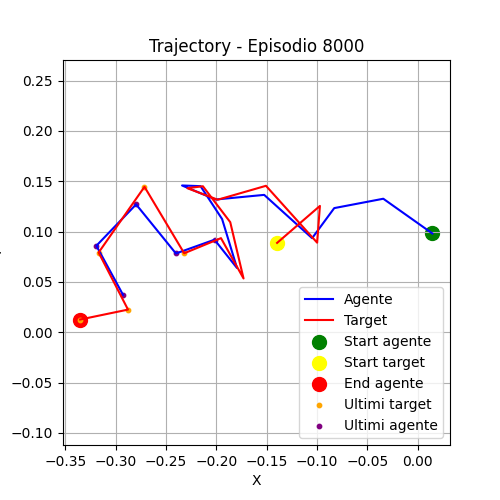 Trajectory - Episodio 8000
0.25
0.20
0.15
0.10
0.05
0.00
−0.05
−0.10
−0.35 −0.30 −0.25 −0.20 −0.15 −0.10 −0.05 0.00
X
Agente
Target
Start agente
Start target
End agente
Ultimi target
Ultimi agente